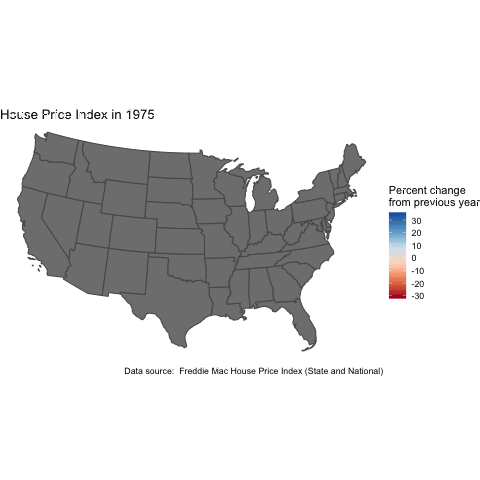 House Price Index in 1975
Percent change
from previous year
30
20
10
0
-10
-20
-30
Data source: Freddie Mac House Price Index (State and National)